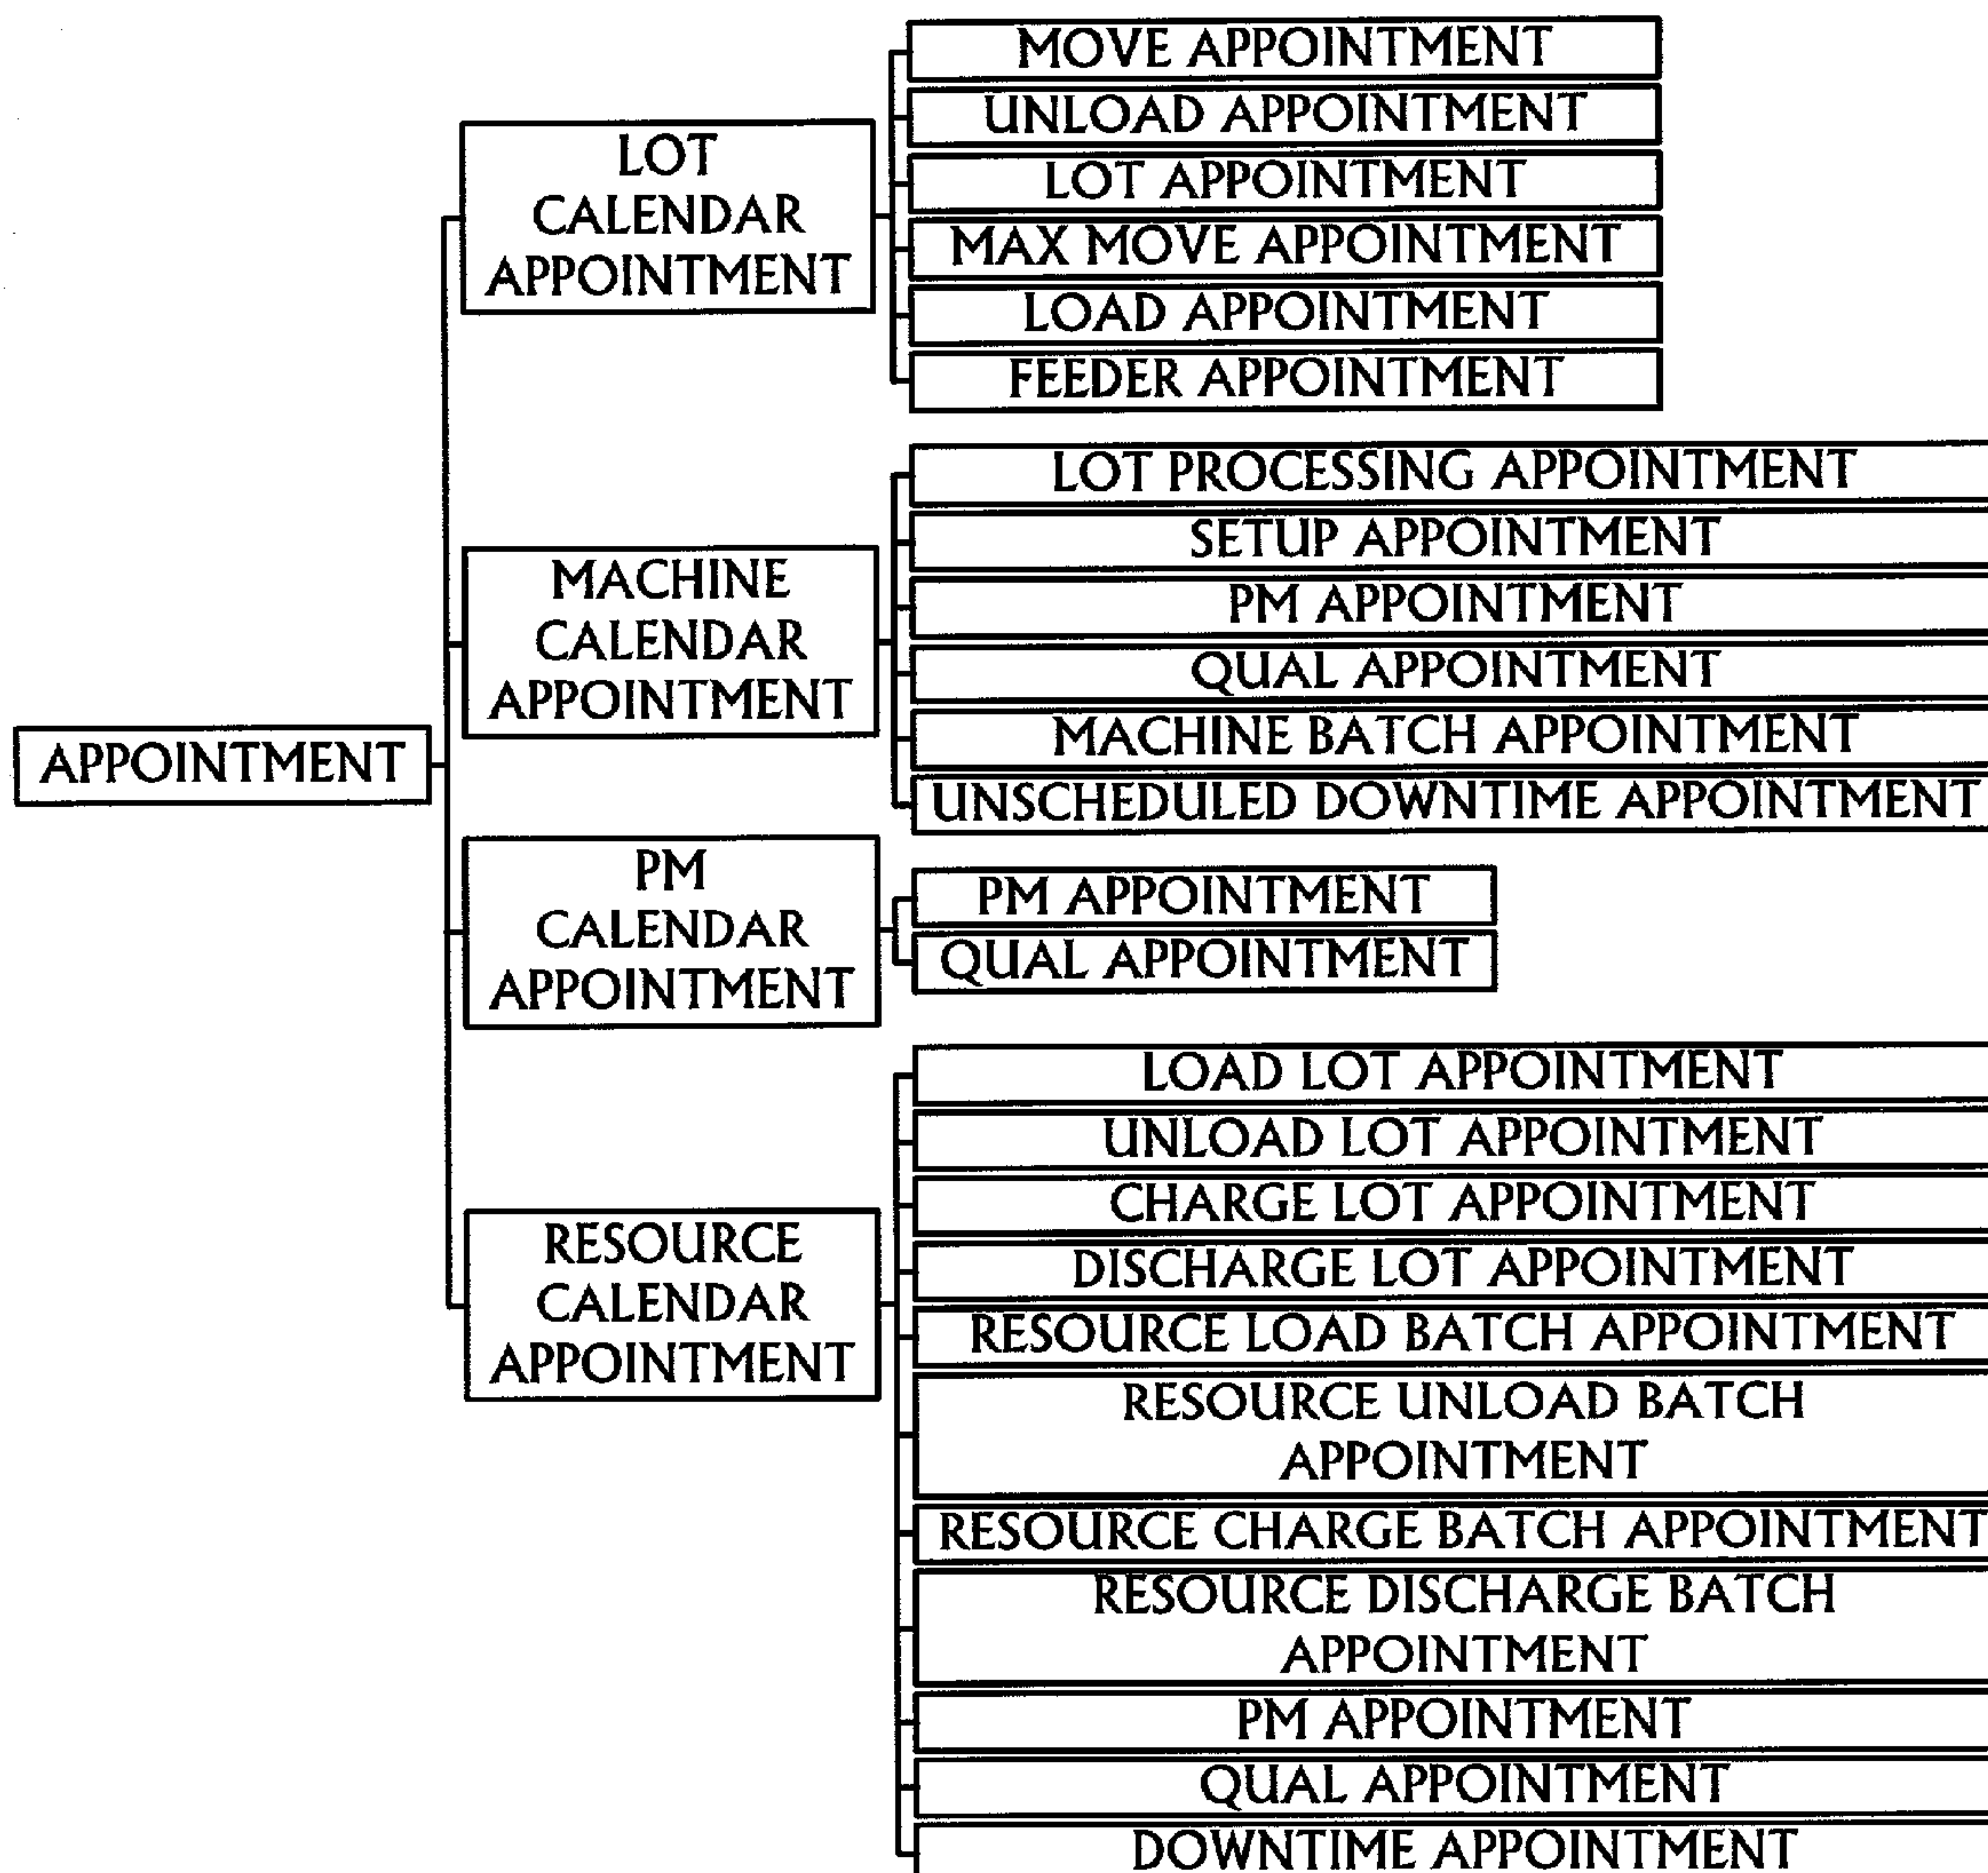 MOVE APPOINTMENT
UNLOAD APPOINTMENT
LOT APPOINTMENT
MAX MOVE APPOINTMENT
LOAD APPOINTMENT
FEEDER APPOINTMENT
LOT
CALENDAR
APPOINTMENT
LOT PROCESSING APPOINTMENT
SETUP APPOINTMENT
PM APPOINTMENT
QUAL APPOINTMENT
MACHINE BATCH APPOINTMENT
UNSCHEDULED DOWNTIME APPOINTMENT
MACHINE
CALENDAR
APPOINTMENT
APPOINTMENT
PM
CALENDAR
APPOINTMENT
PM APPOINTMENT
QUAL APPOINTMENT
RESOURCE
CALENDAR
APPOINTMENT
LOAD LOT APPOINTMENT
UNLOAD LOT APPOINTMENT
CHARGE LOT APPOINTMENT
DISCHARGE LOT APPOINTMENT
RESOURCE LOAD BATCH APPOINTMENT
RESOURCE UNLOAD BATCH
APPOINTMENT
RESOURCE CHARGE BATCH APPOINTMENT
RESOURCE DISCHARGE BATCH
APPOINTMENT
PM APPOINTMENT
QUAL APPOINTMENT
DOWNTIME APPOINTMENT